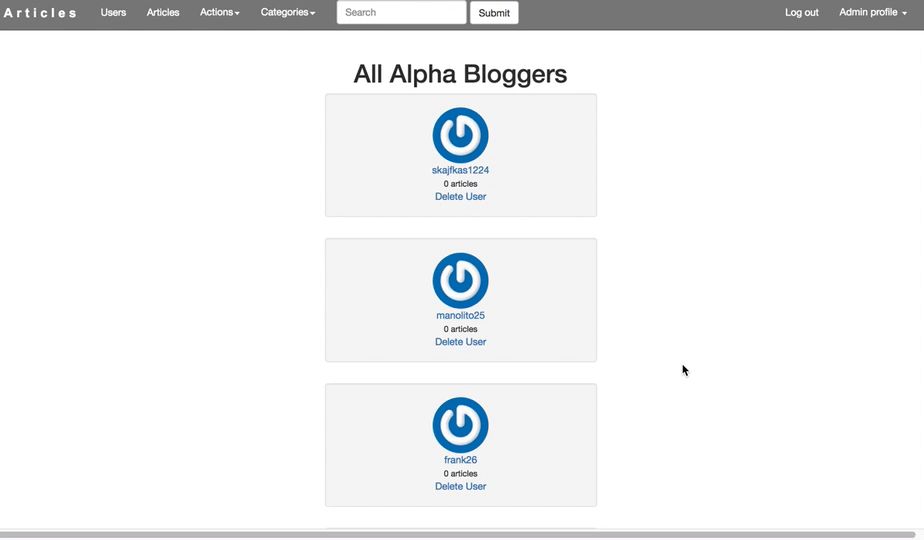 Articles Users Articles Actions Categories Search Submit Log out Admin profile
All Alpha Bloggers
skajfkas1224
0 articles
Delete User
manolito25
0 articles
Delete User
frank26
0 articles
Delete User